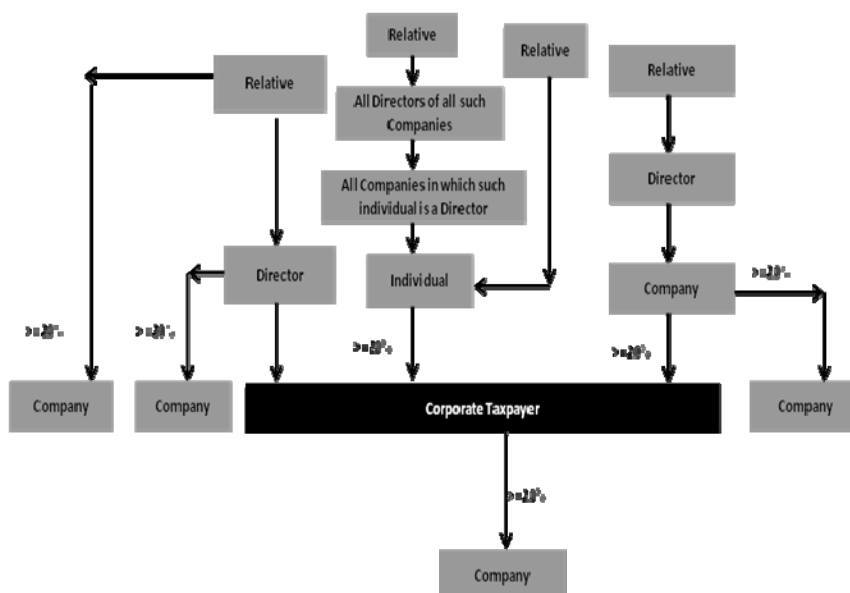 Relative
Relative
Relative
Relative
All Directors of all such
Companies
Director
All Companies in which such
individual is a Director
Director
Individual
Company
Company
Company
Corporate Taxpayer
Company
Company